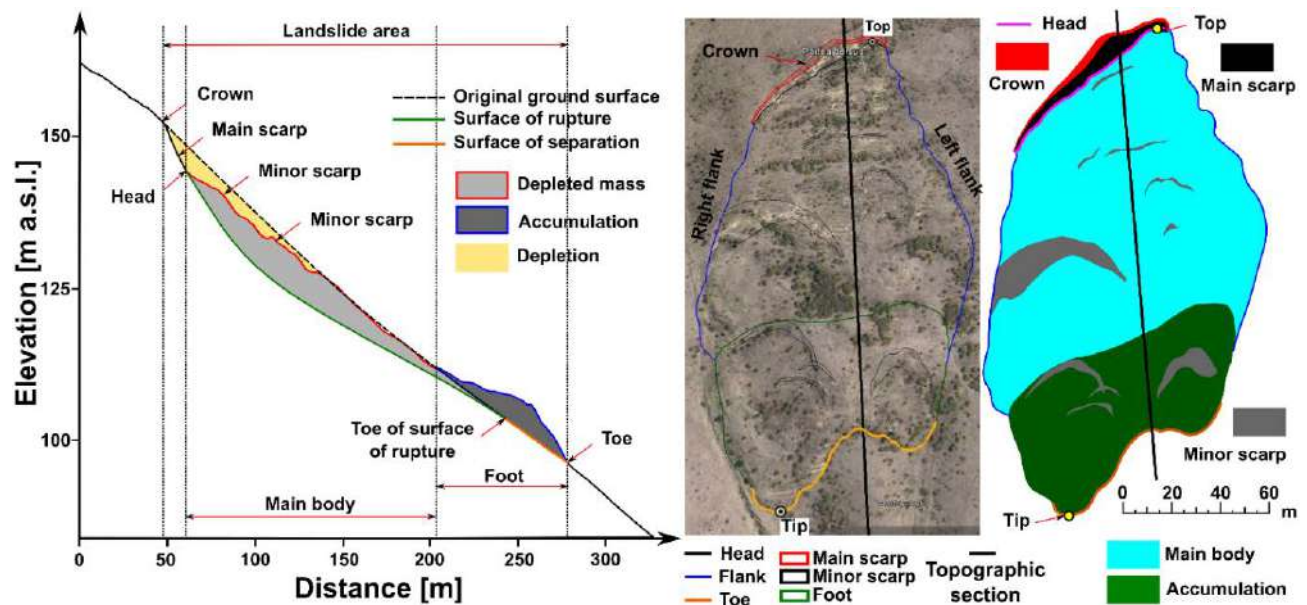 Landslide area
Crown
Main scarp
Minor scarp
Head
Minor scarp
Original ground surface
Surface of rupture
Surface of separation
Depleted mass
Accumulation
Depletion
Toe of surface
of rupture
Toe
Foot
Main body
Elevation [m a.s.l.]
150
125
100
0
50
100
150
200
250
300
Distance [m]
Top
Crown
Right flank
Left flank
Tip
Head
Flank
Toe
Main scarp
Minor scarp
Foot
Topographic
section
Head
Top
Crown
Main scarp
Minor scarp
0 20 40 60
m
Tip
Main body
Accumulation